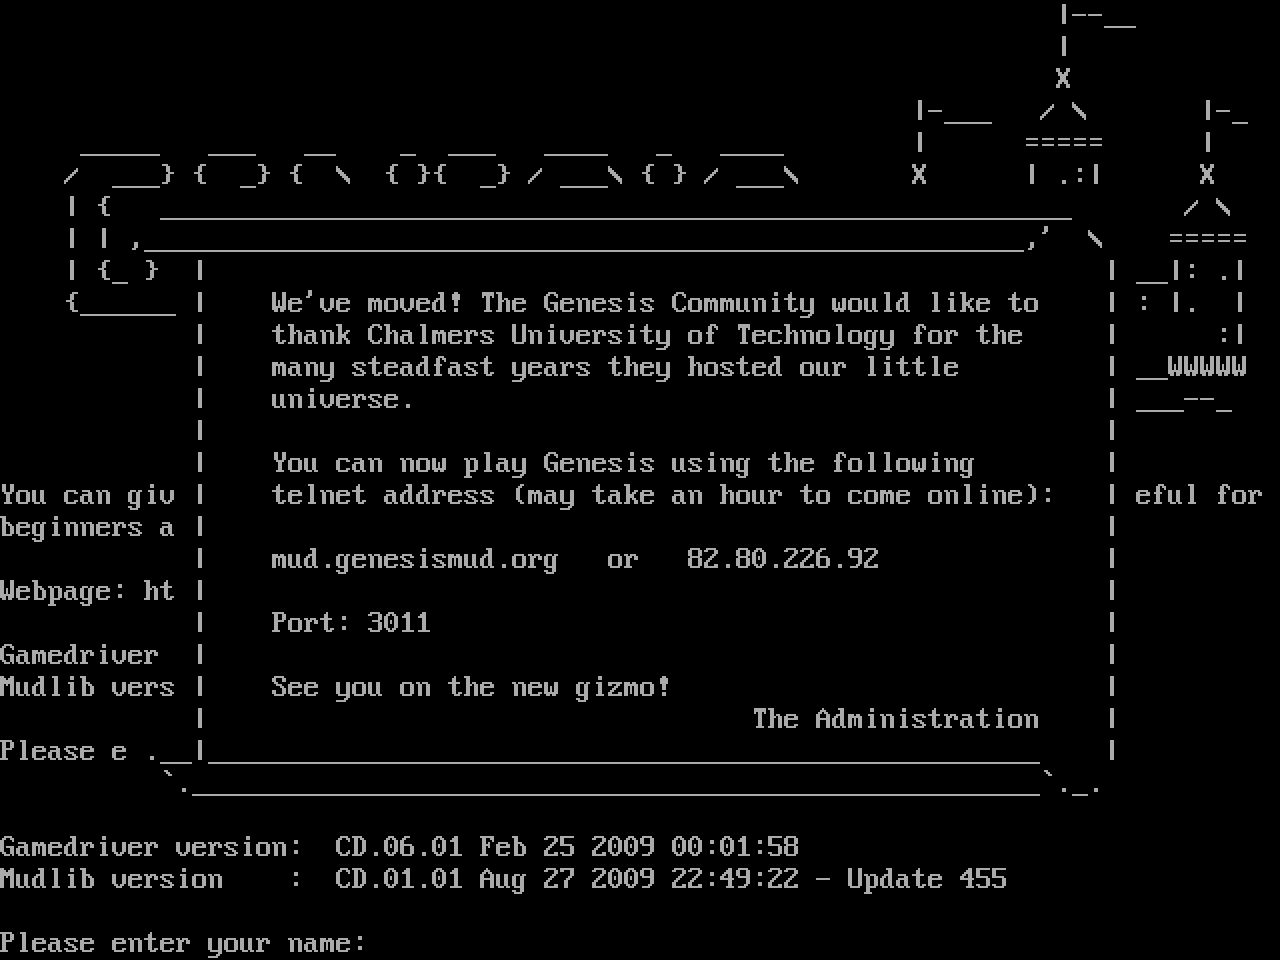 We've moved! The Genesis Community would like to
thank Chalmers University of Technology for the
many steadfast years they hosted our little
universe.
You can now play Genesis using the following
You can giv telnet address (may take an hour to come online): eful for
beginners a
mud.genesismud.org or 82.80.226.92
Webpage: ht
Port: 3011
Gamedriver
Mudlib vers See you on the new gizmo!
The Administration
Please e
Gamedriver version: CD.06.01 Feb 25 2009 00:01:58
Mudlib version : CD.01.01 Aug 27 2009 22:49:22 - Update 455
Please enter your name: